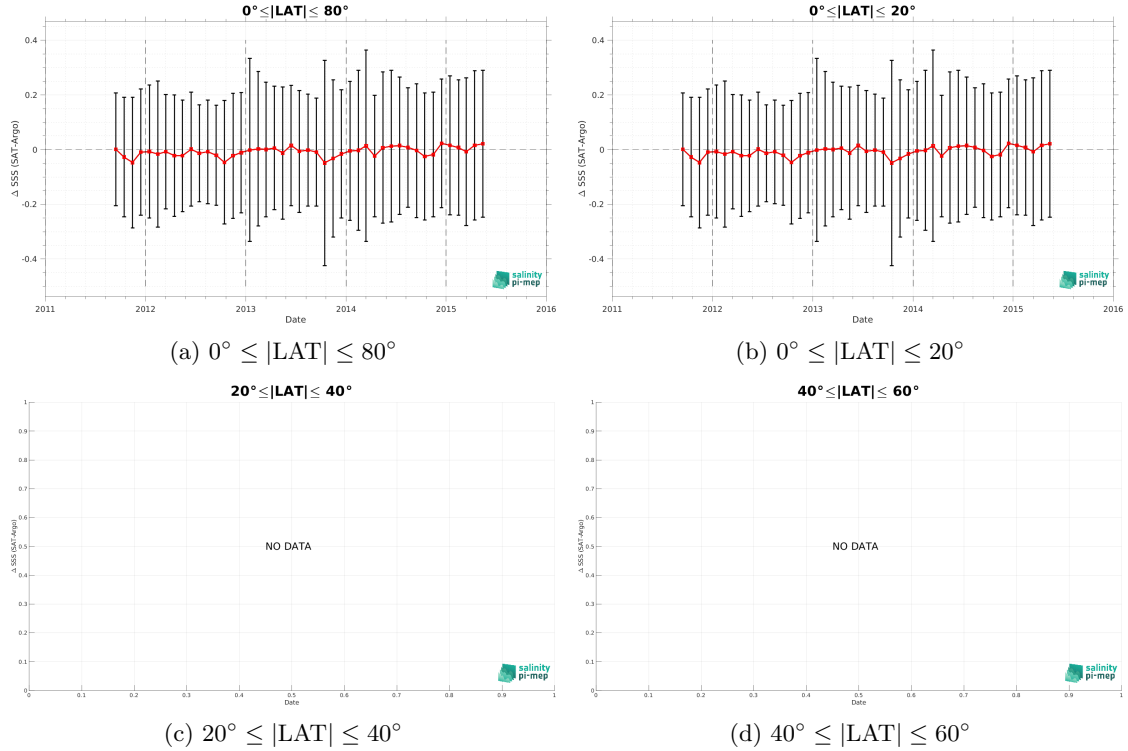 0°≤|LAT|≤ 80°
0.4
0.2
0
-0.2
-0.4
Δ SSS (SAT-Argo)
2011 2012 2013 2014 2015 2016
Date
salinity
pi-mep
(a) 0° ≤ |LAT| ≤ 80°
0°≤|LAT|≤ 20°
0.4
0.2
0
-0.2
-0.4
Δ SSS (SAT-Argo)
2011 2012 2013 2014 2015 2016
Date
salinity
pi-mep
(b) 0° ≤ |LAT| ≤ 20°
20°≤|LAT|≤ 40°
1
0.9
0.8
0.7
0.6
0.5
0.4
0.3
0.2
0.1
0
Δ SSS (SAT-Argo)
NO DATA
0 0.1 0.2 0.3 0.4 0.5 0.6 0.7 0.8 0.9 1
Date
salinity
pi-mep
(c) 20° ≤ |LAT| ≤ 40°
40°≤|LAT|≤ 60°
1
0.9
0.8
0.7
0.6
0.5
0.4
0.3
0.2
0.1
0
Δ SSS (SAT-Argo)
NO DATA
0 0.1 0.2 0.3 0.4 0.5 0.6 0.7 0.8 0.9 1
Date
salinity
pi-mep
(d) 40° ≤ |LAT| ≤ 60°